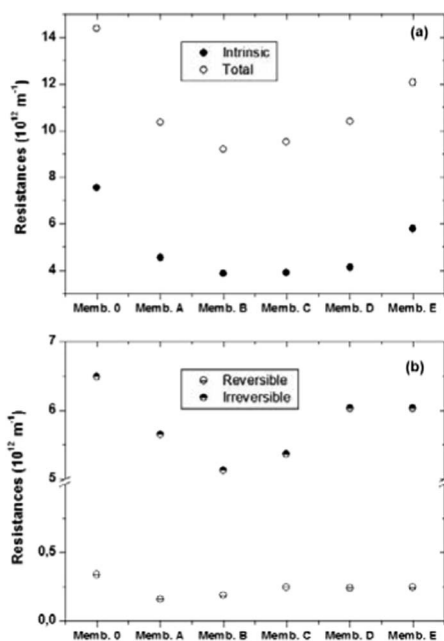 (a)
Intrinsic
Total
Resistances (10¹² m⁻¹)
14
12
10
8
6
4
Memb. 0 Memb. A Memb. B Memb. C Memb. D Memb. E
(b)
Reversible
Irreversible
Resistances (10¹² m⁻¹)
7
6
5
0,5
0,0
Memb. 0 Memb. A Memb. B Memb. C Memb. D Memb. E